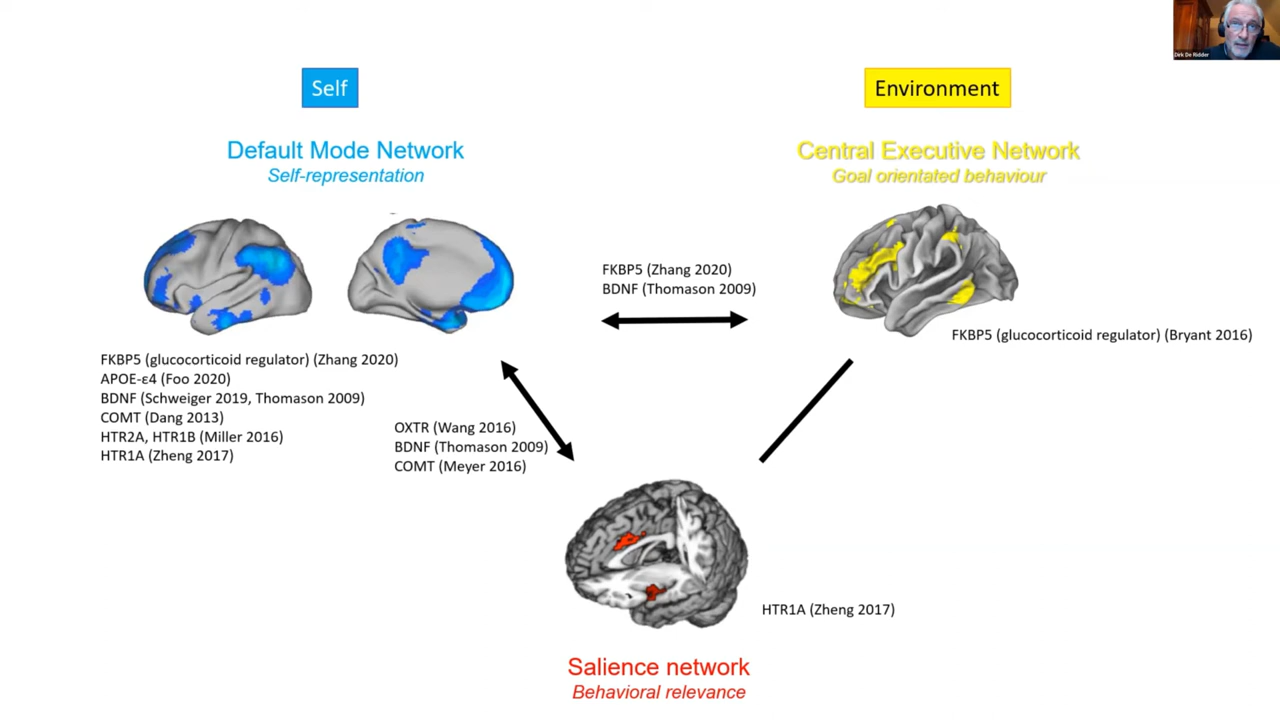 Dirk De Ridder
Self
Environment
Default Mode Network
Self-representation
Central Executive Network
Goal orientated behaviour
FKBP5 (Zhang 2020)
BDNF (Thomason 2009)
FKBP5 (glucocorticoid regulator) (Bryant 2016)
FKBP5 (glucocorticoid regulator) (Zhang 2020)
APOE-ε4 (Foo 2020)
BDNF (Schweiger 2019, Thomason 2009)
COMT (Dang 2013)
HTR2A, HTR1B (Miller 2016)
HTR1A (Zheng 2017)
OXTR (Wang 2016)
BDNF (Thomason 2009)
COMT (Meyer 2016)
HTR1A (Zheng 2017)
Salience network
Behavioral relevance